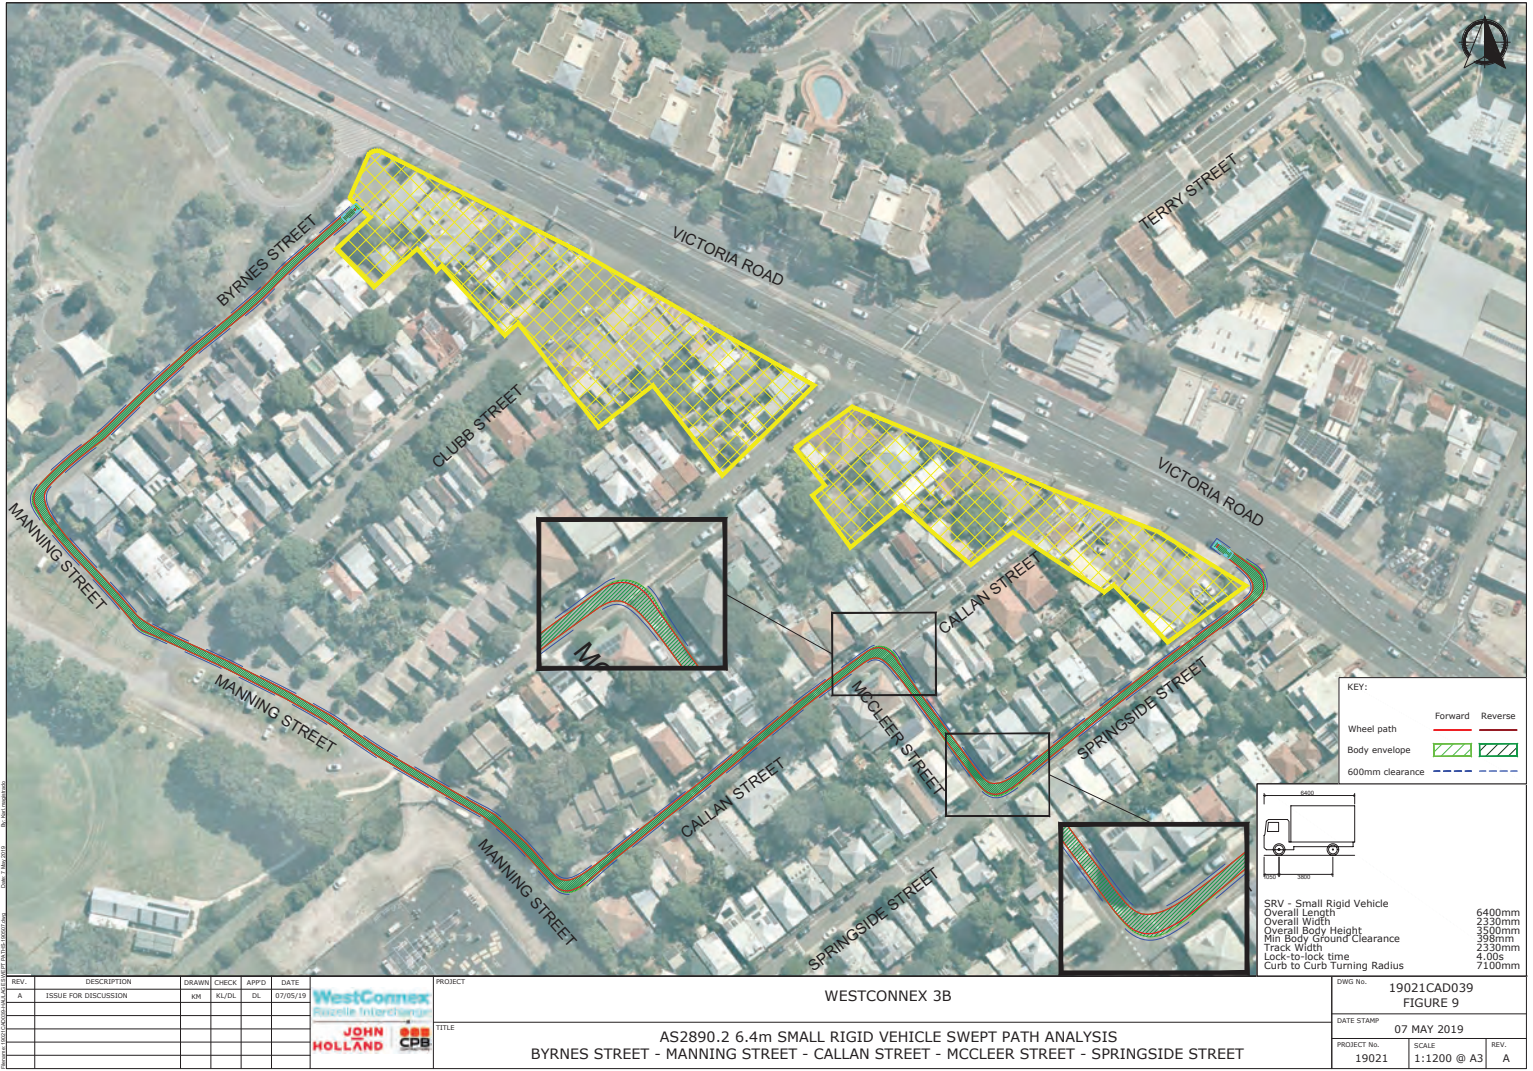 BYRNES STREET
VICTORIA ROAD
TERRY STREET
CLUBB STREET
VICTORIA ROAD
MANNING STREET
CALLAN STREET
MANNING STREET
MCCLEER STREET
SPRINGSIDE STREET
CALLAN STREET
MANNING STREET
SPRINGSIDE STREET
KEY:
Forward Reverse
Wheel path
Body envelope
600mm clearance
6400
1050 3800
SRV - Small Rigid Vehicle
Overall Length 6400mm
Overall Width 2330mm
Overall Body Height 3500mm
Min Body Ground Clearance 398mm
Track Width 2330mm
Lock-to-lock time 4.00s
Curb to Curb Turning Radius 7100mm
REV. DESCRIPTION DRAWN CHECK APP'D DATE
A ISSUE FOR DISCUSSION KM KL/DL DL 07/05/19
WestConnex
Rozelle Interchange
JOHN
HOLLAND
CPB
PROJECT
WESTCONNEX 3B
TITLE
AS2890.2 6.4m SMALL RIGID VEHICLE SWEPT PATH ANALYSIS
BYRNES STREET - MANNING STREET - CALLAN STREET - MCCLEER STREET - SPRINGSIDE STREET
DWG No.
19021CAD039
FIGURE 9
DATE STAMP
07 MAY 2019
PROJECT No. SCALE REV.
19021 1:1200 @ A3 A